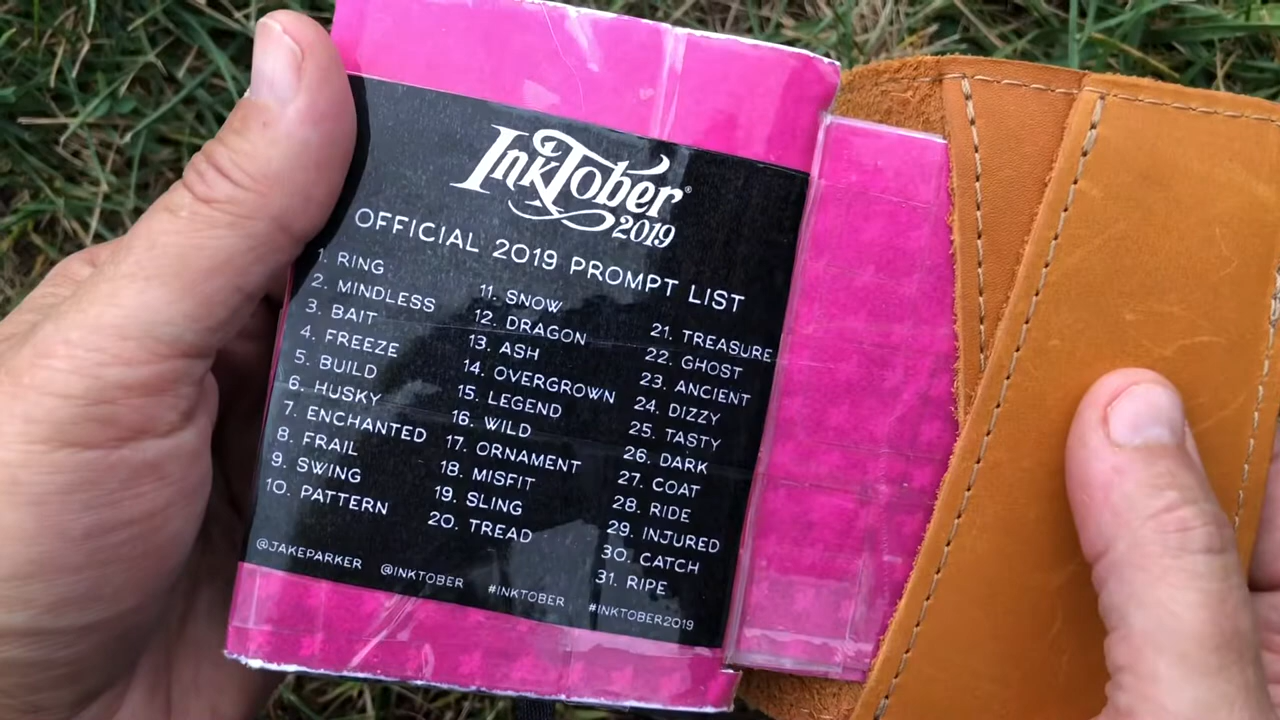 InkTober
2019
OFFICIAL 2019 PROMPT LIST
1. RING
2. MINDLESS
3. BAIT
4. FREEZE
5. BUILD
6. HUSKY
7. ENCHANTED
8. FRAIL
9. SWING
10. PATTERN
11. SNOW
12. DRAGON
13. ASH
14. OVERGROWN
15. LEGEND
16. WILD
17. ORNAMENT
18. MISFIT
19. SLING
20. TREAD
21. TREASURE
22. GHOST
23. ANCIENT
24. DIZZY
25. TASTY
26. DARK
27. COAT
28. RIDE
29. INJURED
30. CATCH
31. RIPE
@JAKEPARKER @INKTOBER #INKTOBER #INKTOBER2019